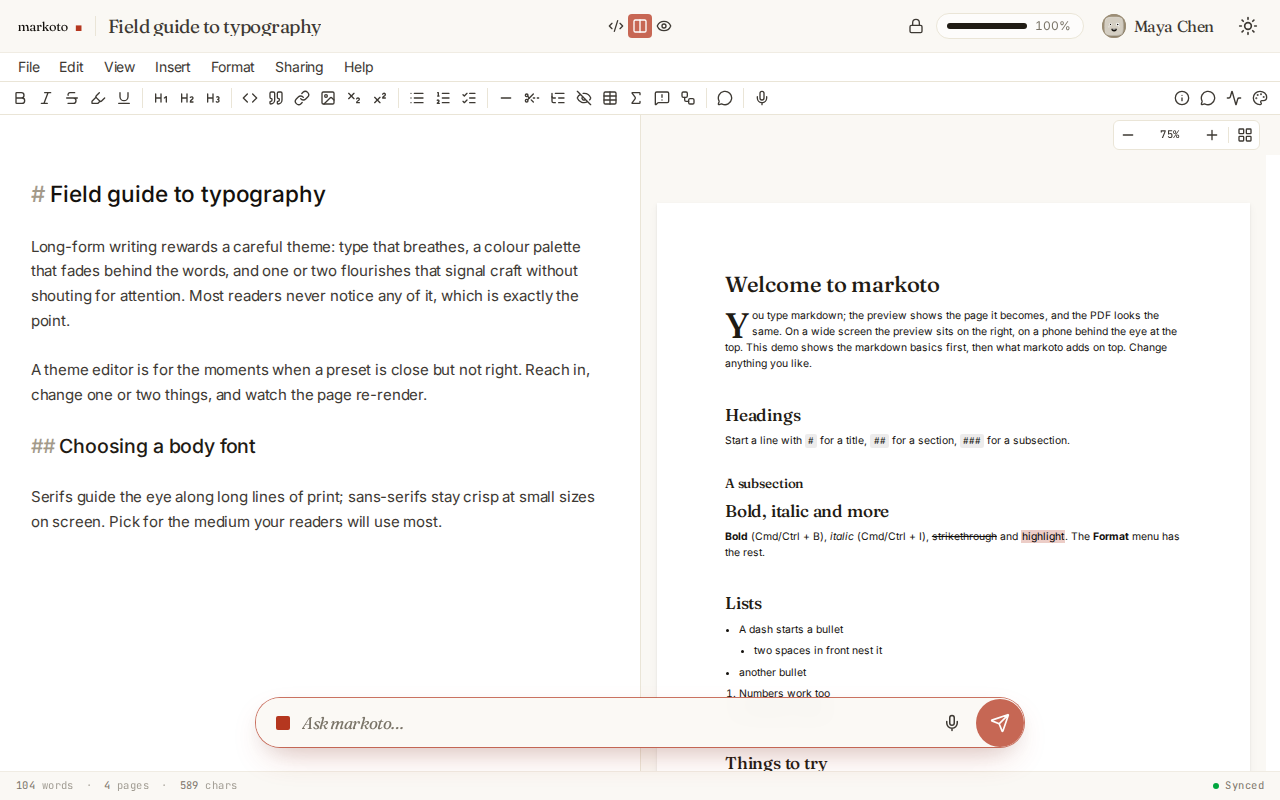 markoto
Field guide to typography
100%
Maya Chen
File Edit View Insert Format Sharing Help
H1 H2 H3
75%
# Field guide to typography
Long-form writing rewards a careful theme: type that breathes, a colour palette
that fades behind the words, and one or two flourishes that signal craft without
shouting for attention. Most readers never notice any of it, which is exactly the
point.
A theme editor is for the moments when a preset is close but not right. Reach in,
change one or two things, and watch the page re-render.
## Choosing a body font
Serifs guide the eye along long lines of print; sans-serifs stay crisp at small sizes
on screen. Pick for the medium your readers will use most.
Welcome to markoto
You type markdown; the preview shows the page it becomes, and the PDF looks the
same. On a wide screen the preview sits on the right, on a phone behind the eye at the
top. This demo shows the markdown basics first, then what markoto adds on top. Change
anything you like.
Headings
Start a line with # for a title, ## for a section, ### for a subsection.
A subsection
Bold, italic and more
Bold (Cmd/Ctrl + B), italic (Cmd/Ctrl + I), strikethrough and highlight. The Format menu has
the rest.
Lists
• A dash starts a bullet
• two spaces in front nest it
• another bullet
1. Numbers work too
Things to try
Ask markoto...
104 words · 4 pages · 589 chars
Synced